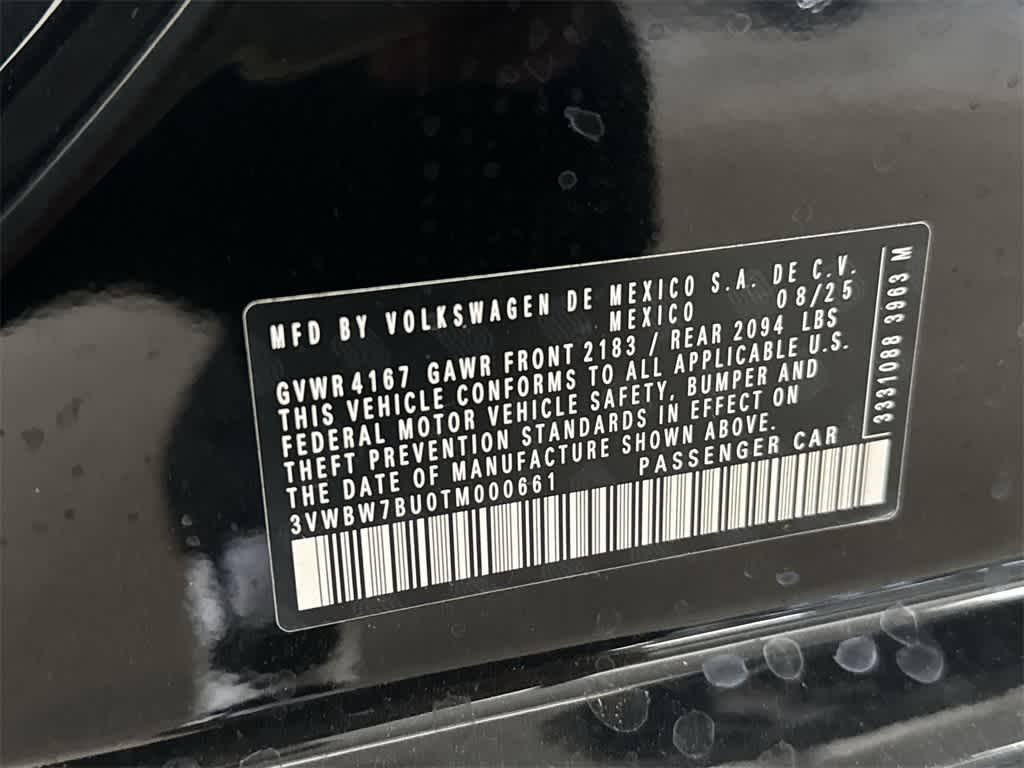 MFD BY VOLKSWAGEN DE MEXICO S.A. DE C.V.
MEXICO 08/25
GVWR 4167 GAWR FRONT 2183 / REAR 2094 LBS
THIS VEHICLE CONFORMS TO ALL APPLICABLE U.S.
FEDERAL MOTOR VEHICLE SAFETY, BUMPER AND
THEFT PREVENTION STANDARDS IN EFFECT ON
THE DATE OF MANUFACTURE SHOWN ABOVE.
3VWBW7BU0TM000661 PASSENGER CAR
3331088 3963 M